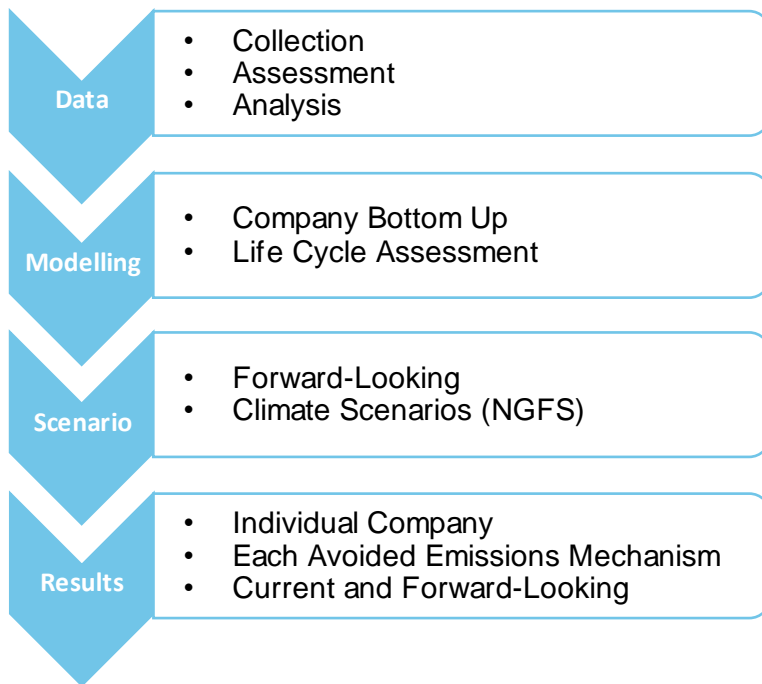 Data
• Collection
• Assessment
• Analysis
Modelling
• Company Bottom Up
• Life Cycle Assessment
Scenario
• Forward-Looking
• Climate Scenarios (NGFS)
Results
• Individual Company
• Each Avoided Emissions Mechanism
• Current and Forward-Looking